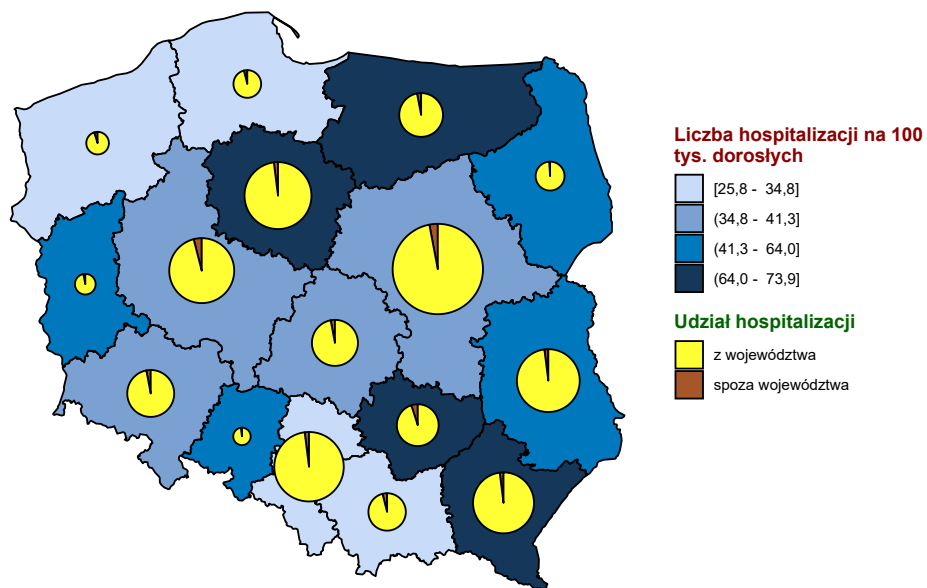 Liczba hospitalizacji na 100
tys. dorosłych
[25,8 - 34,8]
(34,8 - 41,3]
(41,3 - 64,0]
(64,0 - 73,9]
Udział hospitalizacji
z województwa
spoza województwa